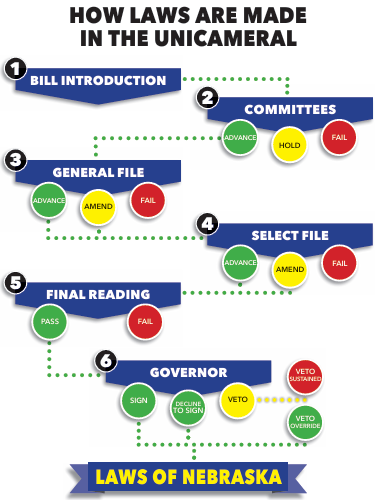 HOW LAWS ARE MADE
IN THE UNICAMERAL
1
BILL INTRODUCTION
2
COMMITTEES
ADVANCE
HOLD
FAIL
3
GENERAL FILE
ADVANCE
AMEND
FAIL
4
SELECT FILE
ADVANCE
AMEND
FAIL
5
FINAL READING
PASS
FAIL
6
GOVERNOR
SIGN
DECLINE
TO SIGN
VETO
VETO
SUSTAINED
VETO
OVERRIDE
LAWS OF NEBRASKA